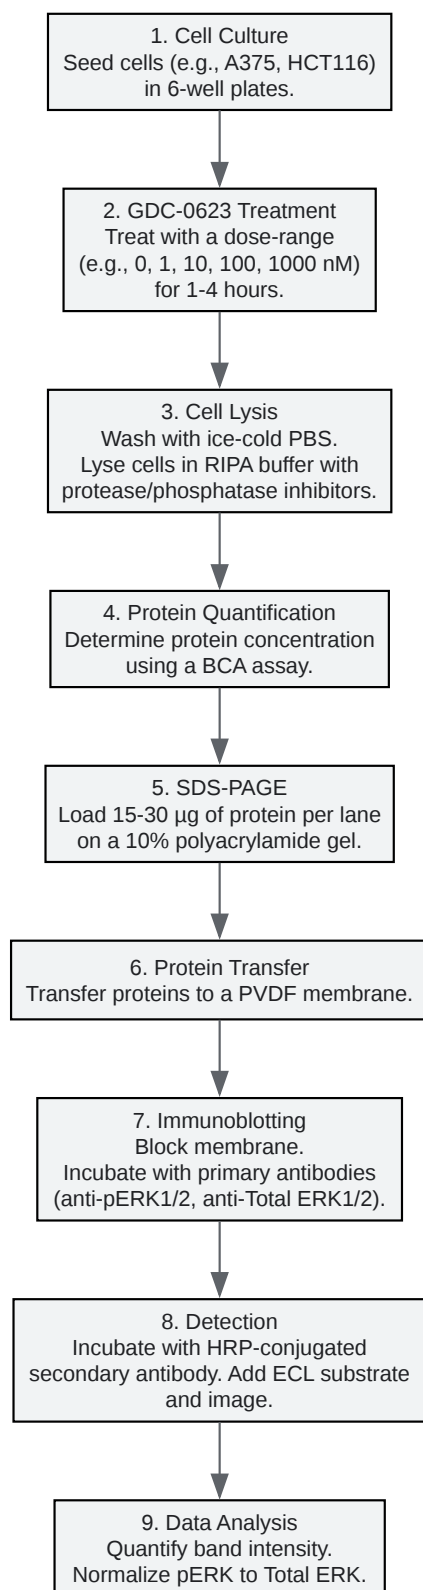 1. Cell Culture
Seed cells (e.g., A375, HCT116)
in 6-well plates.
2. GDC-0623 Treatment
Treat with a dose-range
(e.g., 0, 1, 10, 100, 1000 nM)
for 1-4 hours.
3. Cell Lysis
Wash with ice-cold PBS.
Lyse cells in RIPA buffer with
protease/phosphatase inhibitors.
4. Protein Quantification
Determine protein concentration
using a BCA assay.
5. SDS-PAGE
Load 15-30 µg of protein per lane
on a 10% polyacrylamide gel.
6. Protein Transfer
Transfer proteins to a PVDF membrane.
7. Immunoblotting
Block membrane.
Incubate with primary antibodies
(anti-pERK1/2, anti-Total ERK1/2).
8. Detection
Incubate with HRP-conjugated
secondary antibody. Add ECL substrate
and image.
9. Data Analysis
Quantify band intensity.
Normalize pERK to Total ERK.